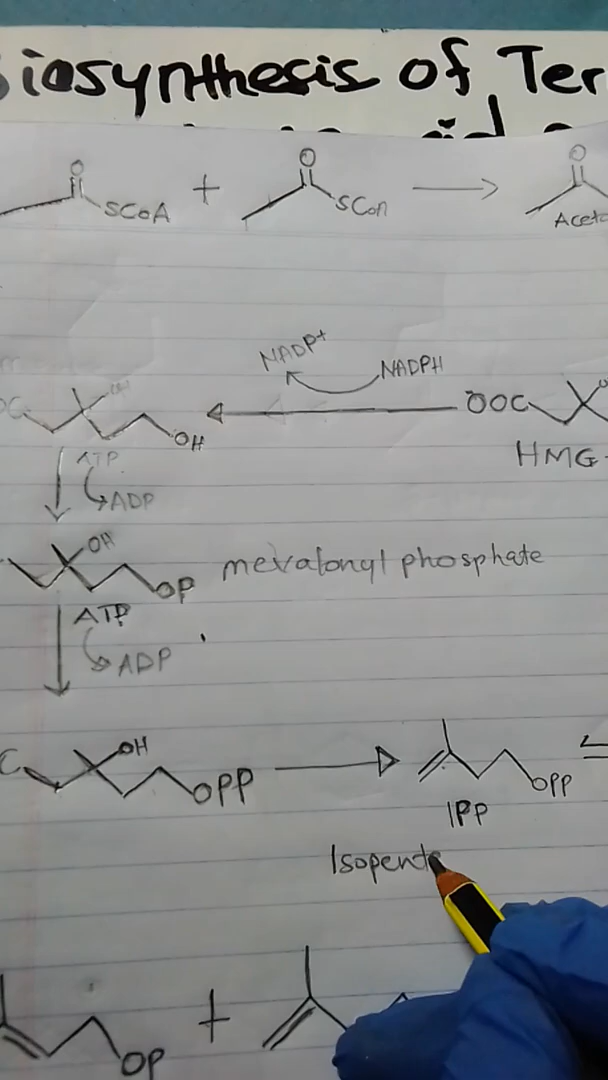 iosynthesis of Ter
O O O
SCoA + SCoA → Aceto
NADP+
NADPH
OH
OH
OOC
HMG-
ATP
ADP
OH
OP mevalonyl phosphate
ATP
ADP
OH
OPP
OPP
IPP
Isopente
+
OP